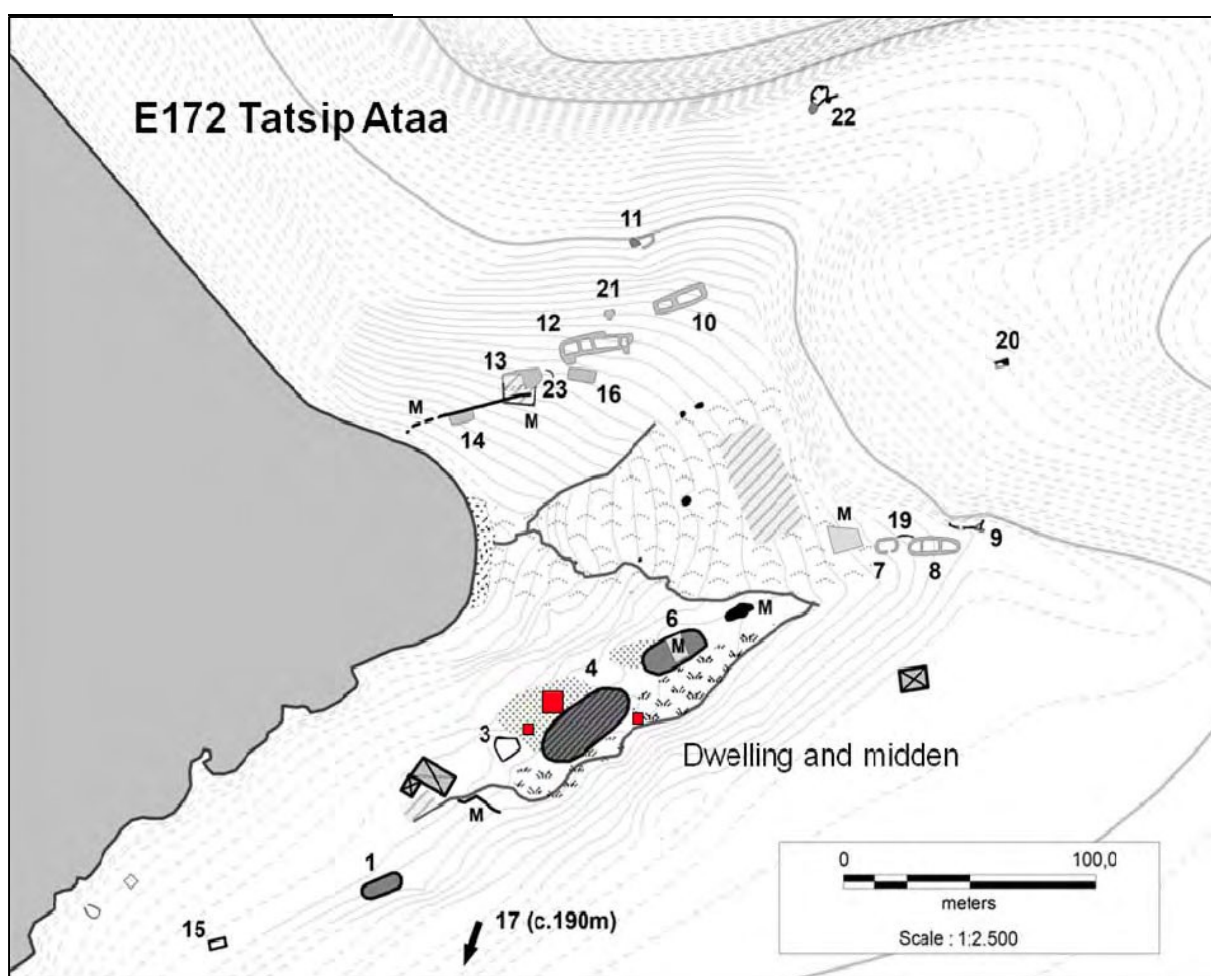 E172 Tatsip Ataa
22
11
21
10
12
20
13
23
16
M
M
14
M
19
9
7
8
6
M
M
4
3
Dwelling and midden
M
1
0
100,0
meters
15
17 (c.190m)
Scale : 1:2.500